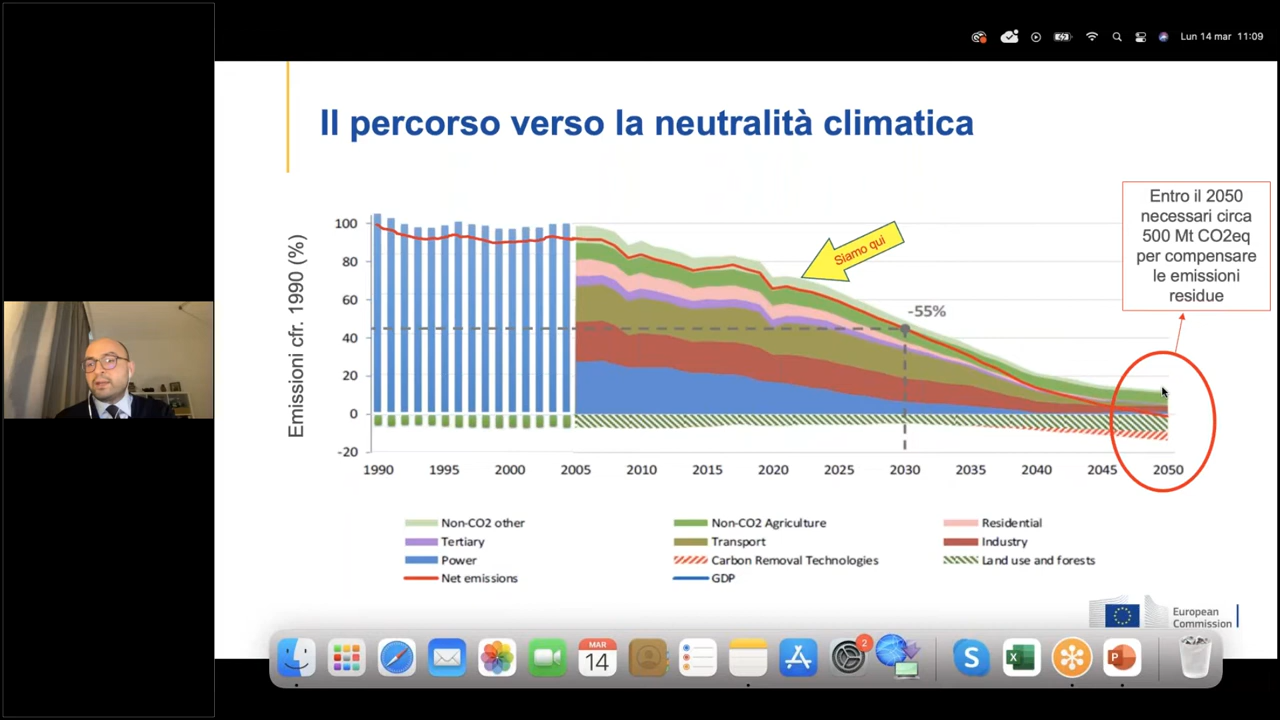 Lun 14 mar 11:09
Il percorso verso la neutralità climatica
Entro il 2050
necessari circa
500 Mt CO2eq
per compensare
le emissioni
residue
Siamo qui
-55%
Emissioni cfr. 1990 (%)
100
80
60
40
20
0
-20
1990 1995 2000 2005 2010 2015 2020 2025 2030 2035 2040 2045 2050
Non-CO2 other Non-CO2 Agriculture Residential
Tertiary Transport Industry
Power Carbon Removal Technologies Land use and forests
Net emissions GDP
European
Commission
MAR
14
2
S
X
P